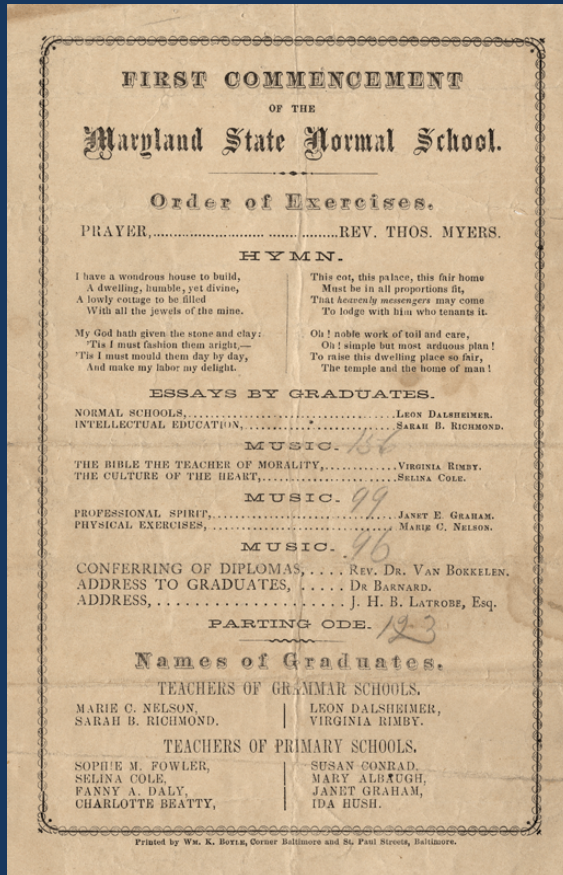 FIRST COMMENCEMENT
OF THE
Maryland State Normal School.
Order of Exercises.
PRAYER,..............................REV. THOS. MYERS.
HYMN.
I have a wondrous house to build,
A dwelling, humble, yet divine,
A lowly cottage to be filled
With all the jewels of the mine.
My God hath given the stone and clay:
'Tis I must fashion them aright,—
'Tis I must mould them day by day,
And make my labor my delight.
This cot, this palace, this fair home
Must be in all proportions fit,
That heavenly messengers may come
To lodge with him who tenants it.
Oh! noble work of toil and care,
Oh! simple but most arduous plan!
To raise this dwelling place so fair,
The temple and the home of man!
ESSAYS BY GRADUATES.
NORMAL SCHOOLS,..............................LEON DALSHEIMER.
INTELLECTUAL EDUCATION,..............................SARAH B. RICHMOND.
MUSIC. 156
THE BIBLE THE TEACHER OF MORALITY,............VIRGINIA RIMBY.
THE CULTURE OF THE HEART,........................SELINA COLE.
MUSIC. 99
PROFESSIONAL SPIRIT,..............................JANET E. GRAHAM.
PHYSICAL EXERCISES,..............................MARIE C. NELSON.
MUSIC. 96
CONFERRING OF DIPLOMAS,....REV. DR. VAN BOKKELEN.
ADDRESS TO GRADUATES,.....DR BARNARD.
ADDRESS,....................J. H. B. LATROBE, ESQ.
PARTING ODE. 123
Names of Graduates.
TEACHERS OF GRAMMAR SCHOOLS.
MARIE C. NELSON,
SARAH B. RICHMOND.
LEON DALSHEIMER,
VIRGINIA RIMBY.
TEACHERS OF PRIMARY SCHOOLS.
SOPHIE M. FOWLER,
SELINA COLE,
FANNY A. DALY,
CHARLOTTE BEATTY,
SUSAN CONRAD,
MARY ALBAUGH,
JANET GRAHAM,
IDA HUSH.
Printed by WM. K. BOYLE, Corner Baltimore and St. Paul Streets, Baltimore.